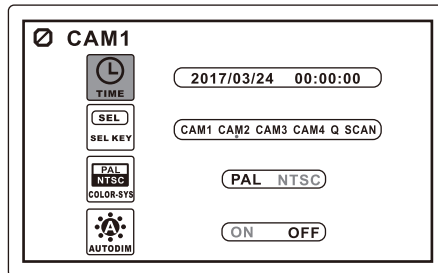 Ø CAM1
TIME
2017/03/24 00:00:00
SEL
SEL KEY
CAM1 CAM2 CAM3 CAM4 Q SCAN
PAL
NTSC
COLOR-SYS
PAL NTSC
A
AUTODIM
ON OFF